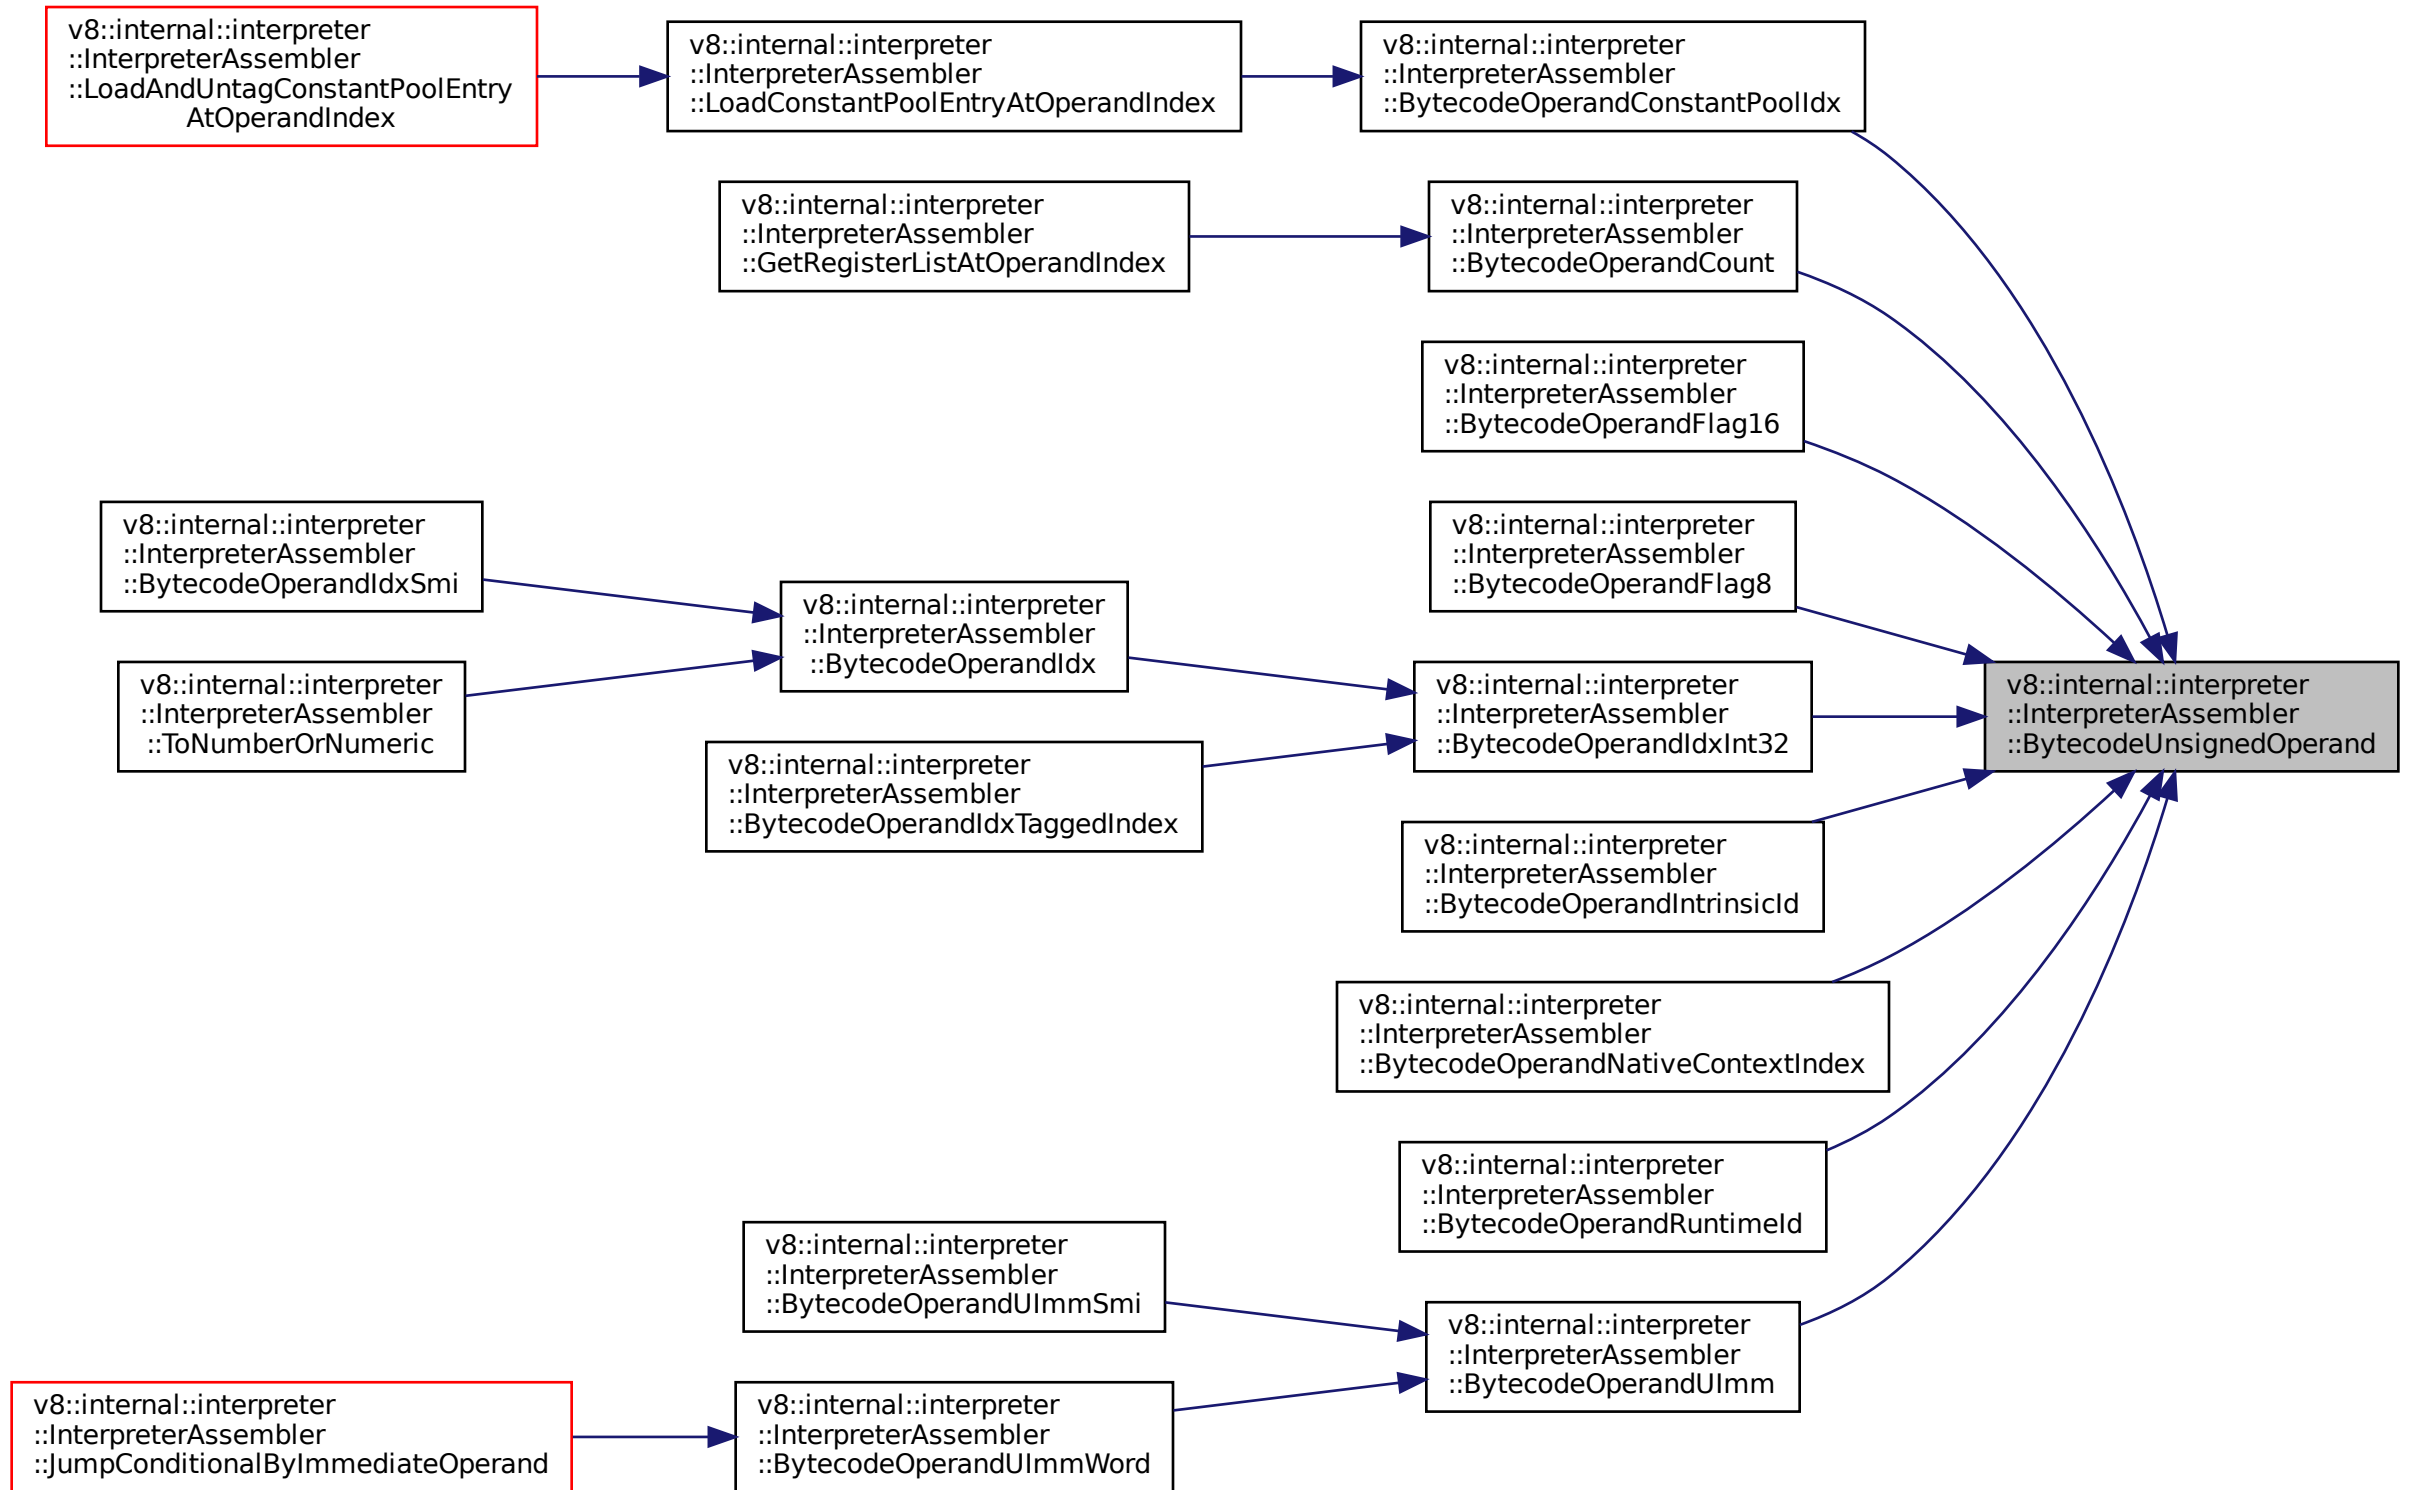 v8::internal::interpreter
::InterpreterAssembler
::LoadAndUntagConstantPoolEntry
AtOperandIndex
v8::internal::interpreter
::InterpreterAssembler
::LoadConstantPoolEntryAtOperandIndex
v8::internal::interpreter
::InterpreterAssembler
::BytecodeOperandConstantPoolIdx
v8::internal::interpreter
::InterpreterAssembler
::GetRegisterListAtOperandIndex
v8::internal::interpreter
::InterpreterAssembler
::BytecodeOperandCount
v8::internal::interpreter
::InterpreterAssembler
::BytecodeOperandFlag16
v8::internal::interpreter
::InterpreterAssembler
::BytecodeOperandIdxSmi
v8::internal::interpreter
::InterpreterAssembler
::BytecodeOperandFlag8
v8::internal::interpreter
::InterpreterAssembler
::BytecodeOperandIdx
v8::internal::interpreter
::InterpreterAssembler
::ToNumberOrNumeric
v8::internal::interpreter
::InterpreterAssembler
::BytecodeOperandIdxInt32
v8::internal::interpreter
::InterpreterAssembler
::BytecodeUnsignedOperand
v8::internal::interpreter
::InterpreterAssembler
::BytecodeOperandIdxTaggedIndex
v8::internal::interpreter
::InterpreterAssembler
::BytecodeOperandIntrinsicId
v8::internal::interpreter
::InterpreterAssembler
::BytecodeOperandNativeContextIndex
v8::internal::interpreter
::InterpreterAssembler
::BytecodeOperandRuntimeId
v8::internal::interpreter
::InterpreterAssembler
::BytecodeOperandUImmSmi
v8::internal::interpreter
::InterpreterAssembler
::BytecodeOperandUImm
v8::internal::interpreter
::InterpreterAssembler
::JumpConditionalByImmediateOperand
v8::internal::interpreter
::InterpreterAssembler
::BytecodeOperandUImmWord